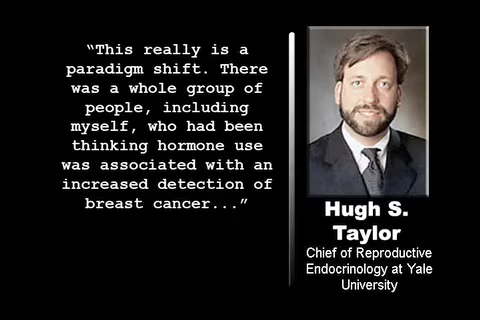 “This really is a
paradigm shift. There
was a whole group of
people, including
myself, who had been
thinking hormone use
was associated with an
increased detection of
breast cancer...”
Hugh S.
Taylor
Chief of Reproductive
Endocrinology at Yale
University